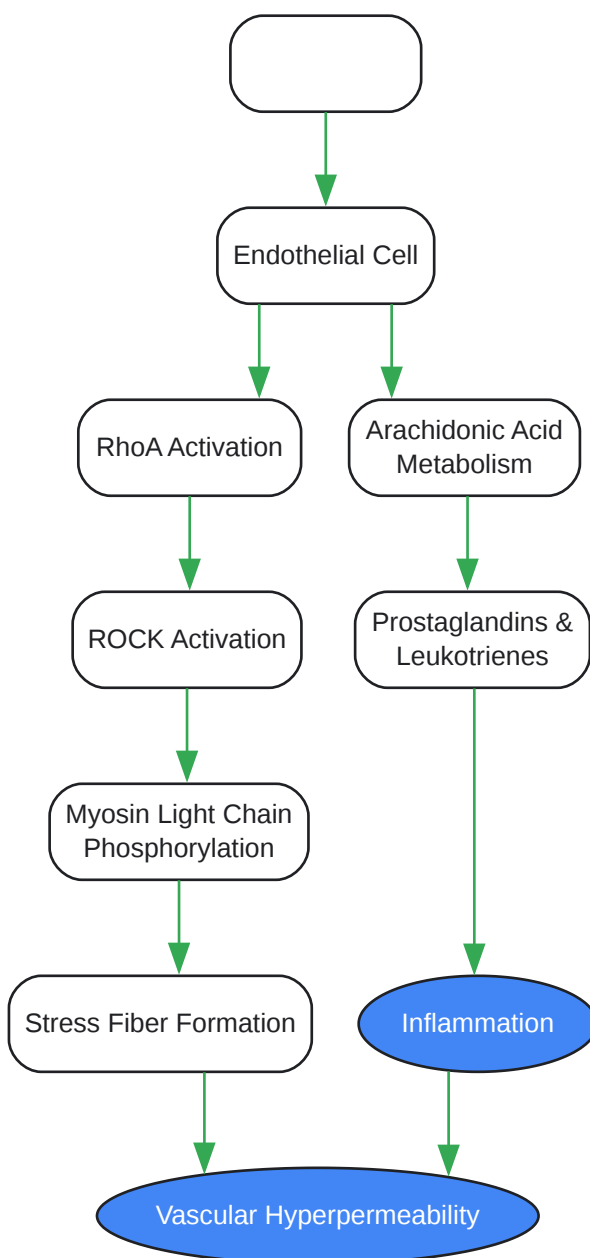 Endothelial Cell
RhoA Activation
Arachidonic Acid
Metabolism
ROCK Activation
Prostaglandins &
Leukotrienes
Myosin Light Chain
Phosphorylation
Stress Fiber Formation
Inflammation
Vascular Hyperpermeability